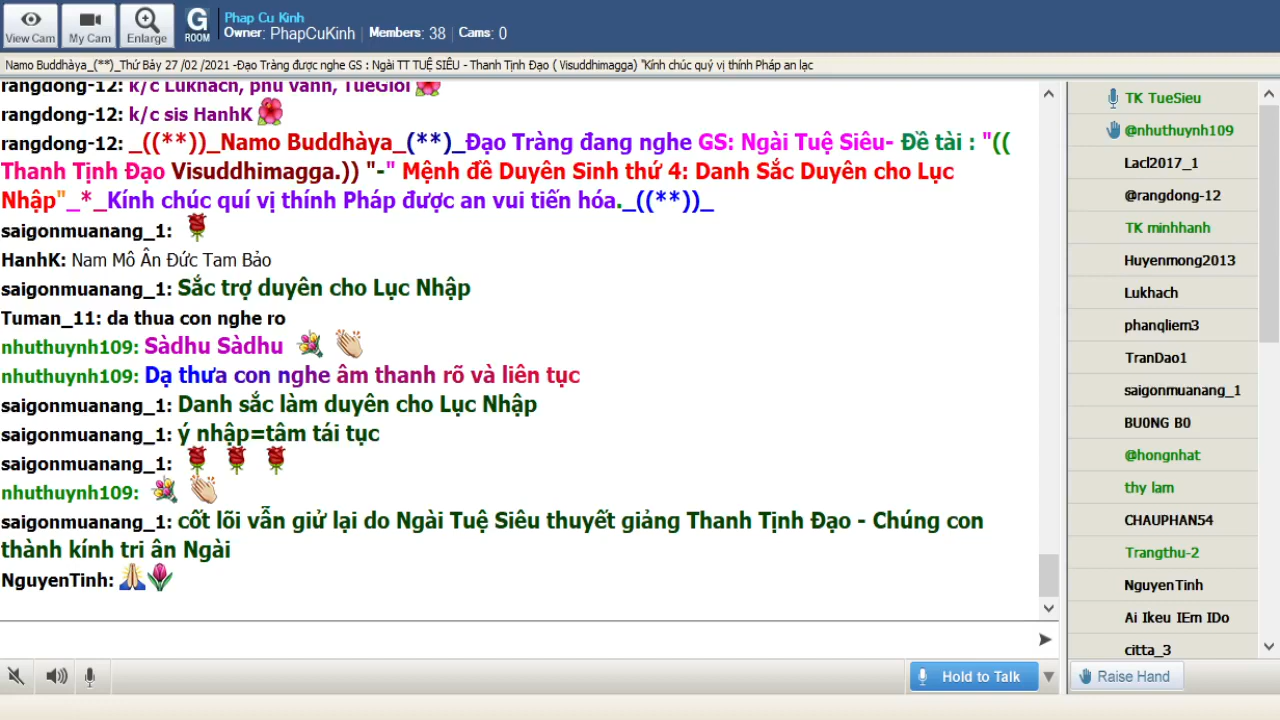 View Cam
My Cam
Enlarge
G
ROOM
Phap Cu Kinh
Owner: PhapCuKinh Members: 38 Cams: 0
Namo Buddhàya_(**)_Thứ Bảy 27 /02 /2021 -Đạo Tràng được nghe GS : Ngài TT TUỆ SIÊU - Thanh Tịnh Đạo ( Visuddhimagga) "Kính chúc quý vị thính Pháp an lạc
rangdong-12: k/c Lukhach, phu vanh, TueGioi
rangdong-12: k/c sis HanhK
rangdong-12: _((**))_Namo Buddhàya_(**)_Đạo Tràng đang nghe GS: Ngài Tuệ Siêu- Đề tài : "((
Thanh Tịnh Đạo Visuddhimagga.)) "-" Mệnh đề Duyên Sinh thứ 4: Danh Sắc Duyên cho Lục
Nhập"_*_Kính chúc quí vị thính Pháp được an vui tiến hóa._((**))_
saigonmuanang_1:
HanhK: Nam Mô Ân Đức Tam Bảo
saigonmuanang_1: Sắc trợ duyên cho Lục Nhập
Tuman_11: da thua con nghe ro
nhuthuynh109: Sàdhu Sàdhu
nhuthuynh109: Dạ thưa con nghe âm thanh rõ và liên tục
saigonmuanang_1: Danh sắc làm duyên cho Lục Nhập
saigonmuanang_1: ý nhập=tâm tái tục
saigonmuanang_1:
nhuthuynh109:
saigonmuanang_1: cốt lõi vẫn giử lại do Ngài Tuệ Siêu thuyết giảng Thanh Tịnh Đạo - Chúng con
thành kính tri ân Ngài
NguyenTinh:
TK TueSieu
@nhuthuynh109
Lacl2017_1
@rangdong-12
TK minhhanh
Huyenmong2013
Lukhach
phanqliem3
TranDao1
saigonmuanang_1
BU0NG B0
@hongnhat
thy lam
CHAUPHAN54
Trangthu-2
NguyenTinh
Ai Ikeu IEm IDo
citta_3
Hold to Talk
Raise Hand